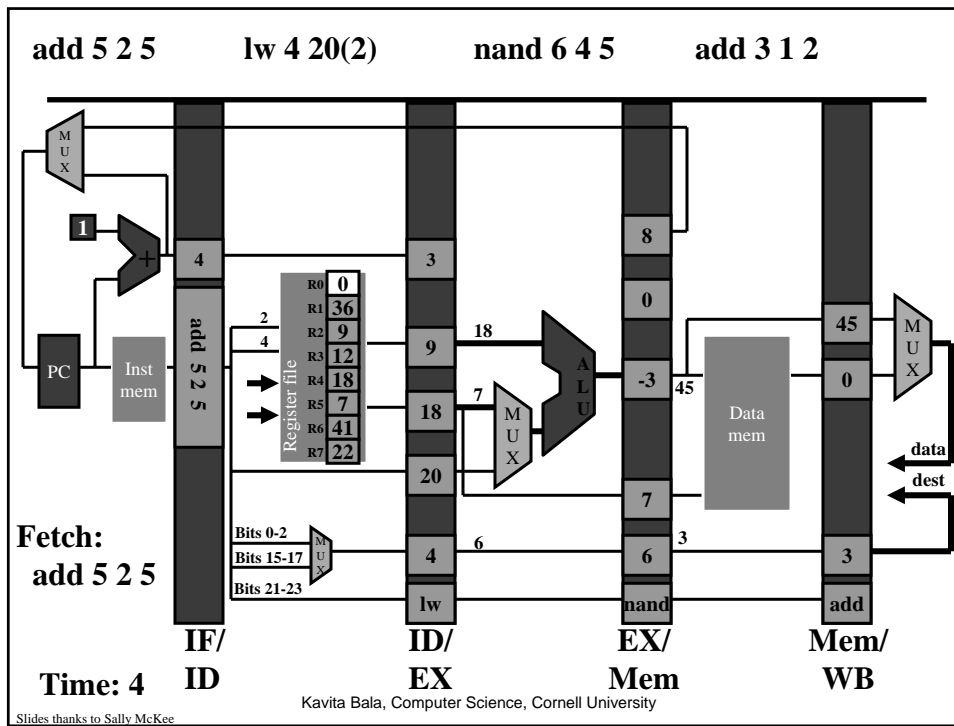 add 5 2 5 lw 4 20(2) nand 6 4 5 add 3 1 2
MUX
1
+
PC
Inst
mem
4
add 5 2 5
2
4
Register file
R0 0
R1 36
R2 9
R3 12
R4 18
R5 7
R6 41
R7 22
Bits 0-2
Bits 15-17
Bits 21-23
MUX
3
9
18
20
4
lw
18
7
6
MUX
ALU
8
0
-3
7
6
nand
45
3
Data
mem
45
0
3
add
MUX
data
dest
Fetch:
add 5 2 5
IF/
ID
ID/
EX
EX/
Mem
Mem/
WB
Time: 4
Kavita Bala, Computer Science, Cornell University
Slides thanks to Sally McKee